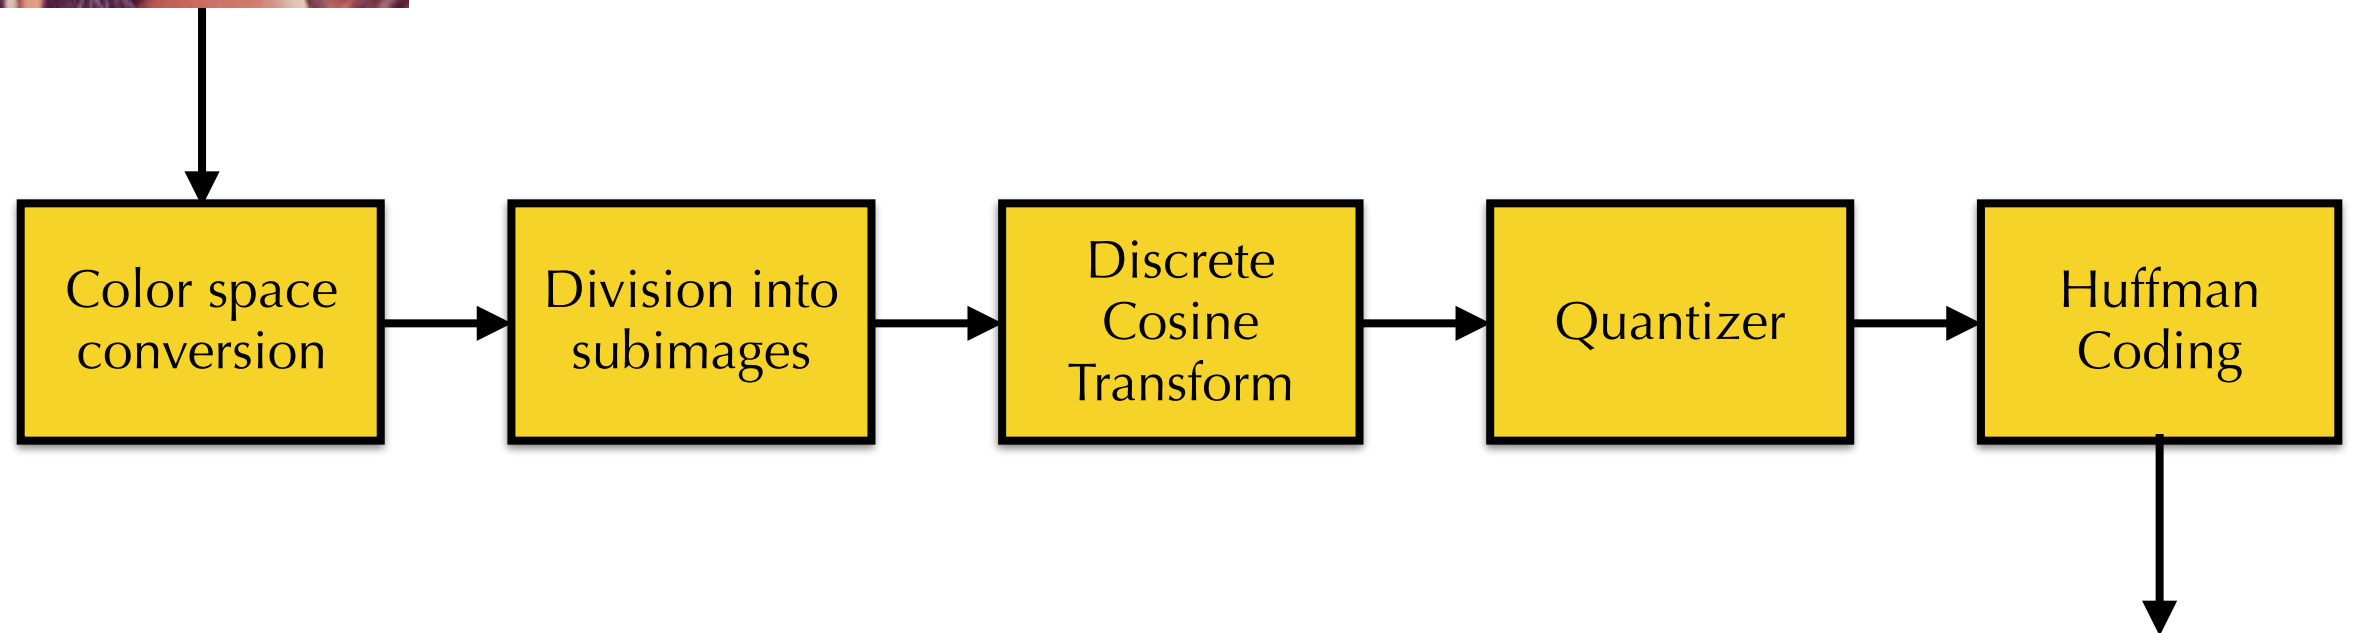 Color space
conversion
Division into
subimages
Discrete
Cosine
Transform
Quantizer
Huffman
Coding